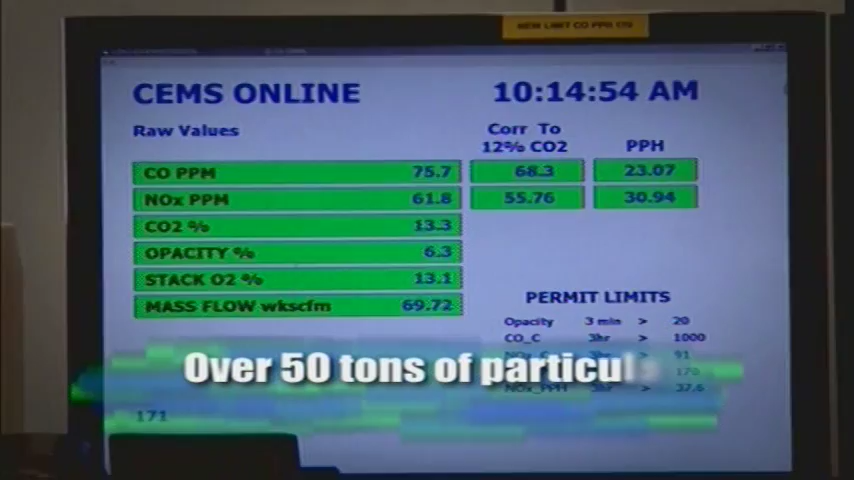 NEW LIMIT CO PPH 170
CEMS ONLINE
10:14:54 AM
Raw Values
Corr To
12% CO2
PPH
CO PPM 75.7 68.3 23.07
NOx PPM 61.8 55.76 30.94
CO2 % 13.3
OPACITY % 6.3
STACK O2 % 13.1
MASS FLOW wkscfm 69.72
PERMIT LIMITS
Opacity 3 min > 20
CO_C 3hr > 1000
NOx_C 3hr > 91
170
NOX_PPH 3hr > 37.6
Over 50 tons of particul
171